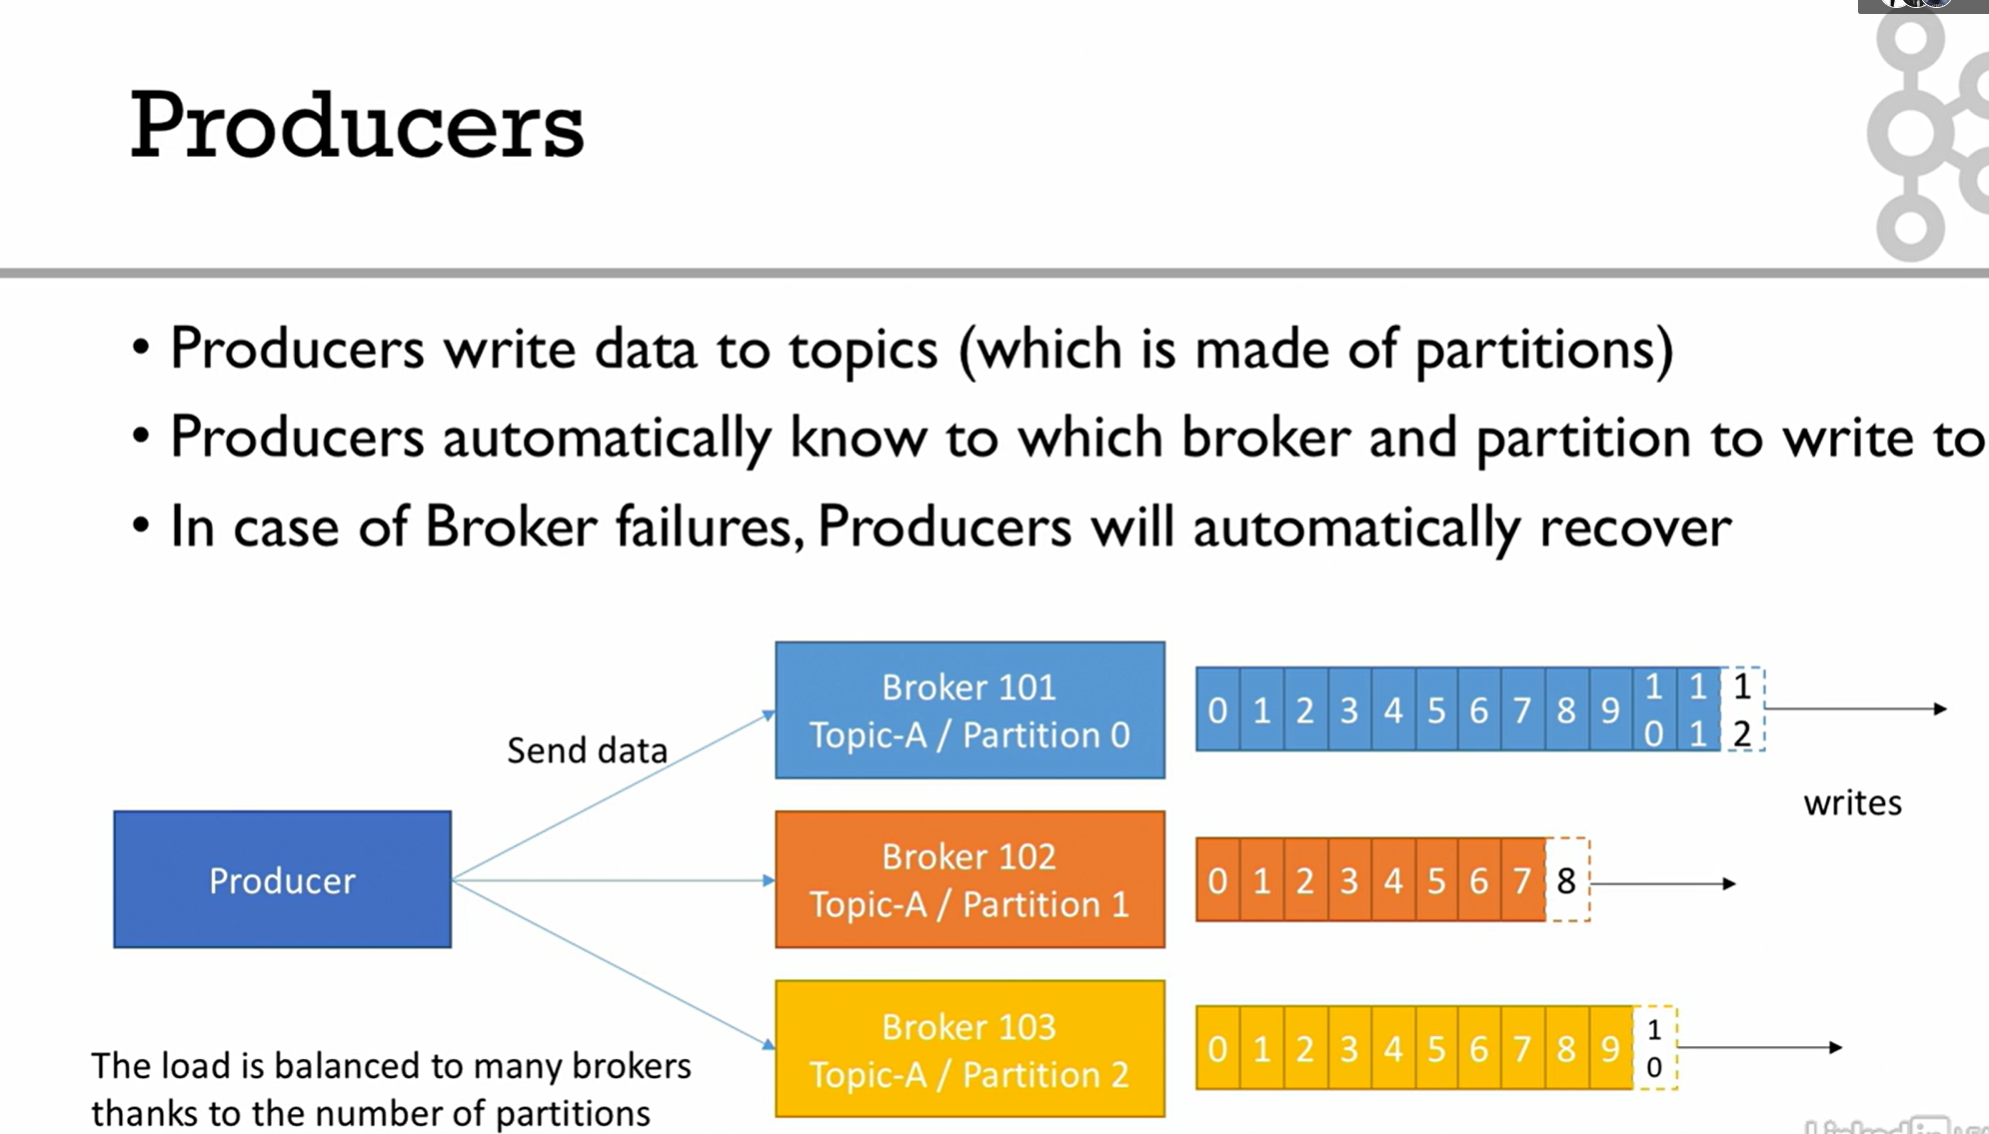 Producers
• Producers write data to topics (which is made of partitions)
• Producers automatically know to which broker and partition to write to
• In case of Broker failures, Producers will automatically recover
Send data
Producer
Broker 101
Topic-A / Partition 0
0 1 2 3 4 5 6 7 8 9 10 11 12
writes
Broker 102
Topic-A / Partition 1
0 1 2 3 4 5 6 7 8
Broker 103
Topic-A / Partition 2
0 1 2 3 4 5 6 7 8 9 10
The load is balanced to many brokers
thanks to the number of partitions
Linked in